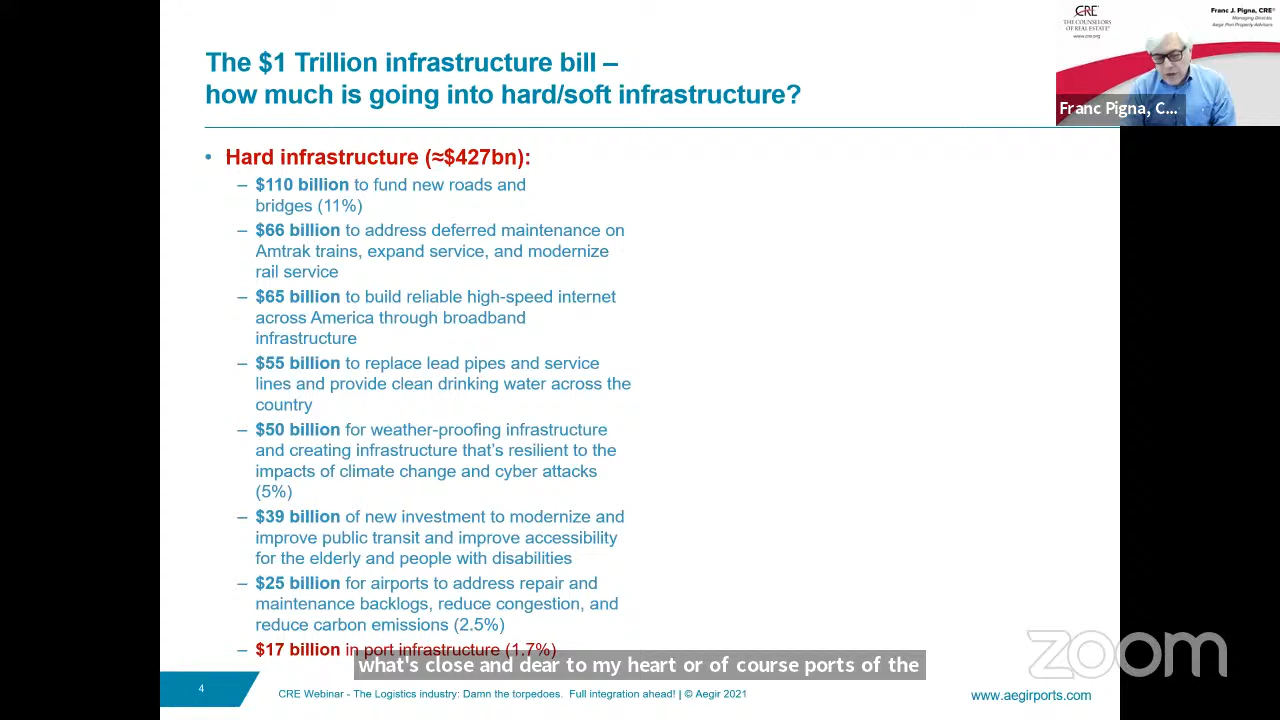 The $1 Trillion infrastructure bill –
how much is going into hard/soft infrastructure?
CRE®
THE COUNSELORS
OF REAL ESTATE®
www.cre.org
Franc J. Pigna, CRE®
Managing Director,
Aegir Port Property Advisers
Franc Pigna, C...
• Hard infrastructure (≈$427bn):
– $110 billion to fund new roads and
bridges (11%)
– $66 billion to address deferred maintenance on
Amtrak trains, expand service, and modernize
rail service
– $65 billion to build reliable high-speed internet
across America through broadband
infrastructure
– $55 billion to replace lead pipes and service
lines and provide clean drinking water across the
country
– $50 billion for weather-proofing infrastructure
and creating infrastructure that's resilient to the
impacts of climate change and cyber attacks
(5%)
– $39 billion of new investment to modernize and
improve public transit and improve accessibility
for the elderly and people with disabilities
– $25 billion for airports to address repair and
maintenance backlogs, reduce congestion, and
reduce carbon emissions (2.5%)
– $17 billion in port infrastructure (1.7%)
what's close and dear to my heart or of course ports of the
zoom
4
CRE Webinar - The Logistics industry: Damn the torpedoes. Full integration ahead! | © Aegir 2021
www.aegirports.com